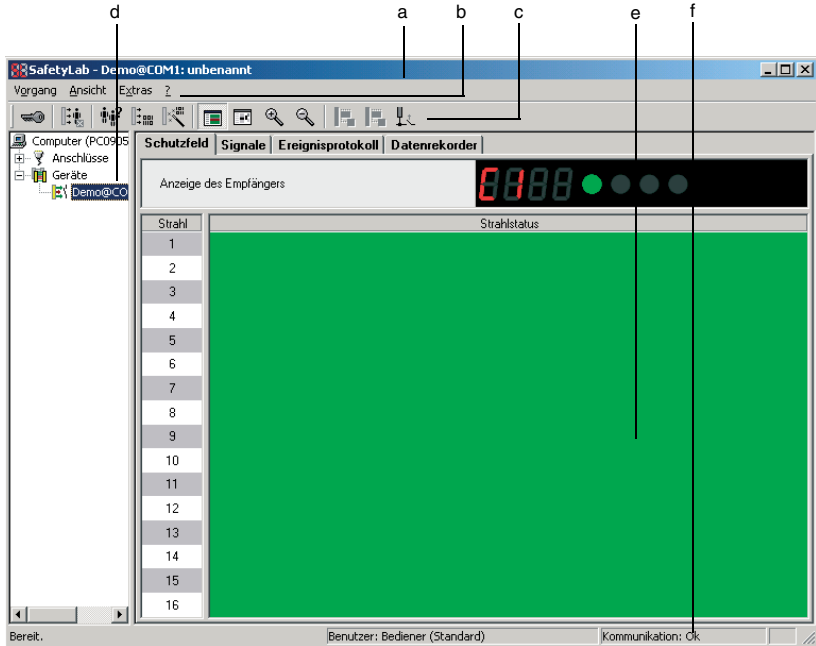 d a b c e f
SafetyLab - Demo@COM1: unbenannt
Vorgang Ansicht Extras ?
Computer (PC0905
Anschlüsse
Geräte
Demo@CO
Schutzfeld Signale Ereignisprotokoll Datenrekorder
Anzeige des Empfängers
C1
Strahl Strahlstatus
1
2
3
4
5
6
7
8
9
10
11
12
13
14
15
16
Bereit. Benutzer: Bediener (Standard) Kommunikation: Ok